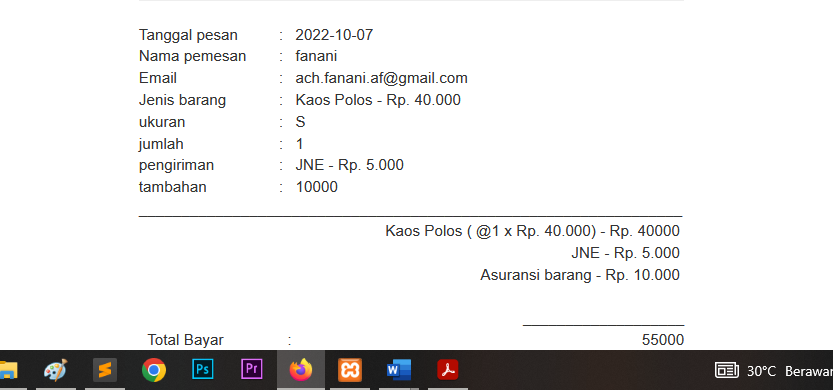 Tanggal pesan : 2022-10-07
Nama pemesan : fanani
Email : ach.fanani.af@gmail.com
Jenis barang : Kaos Polos - Rp. 40.000
ukuran : S
jumlah : 1
pengiriman : JNE - Rp. 5.000
tambahan : 10000
Kaos Polos ( @1 x Rp. 40.000) - Rp. 40000
JNE - Rp. 5.000
Asuransi barang - Rp. 10.000
Total Bayar : 55000
Ps Pr W 30°C Berawan